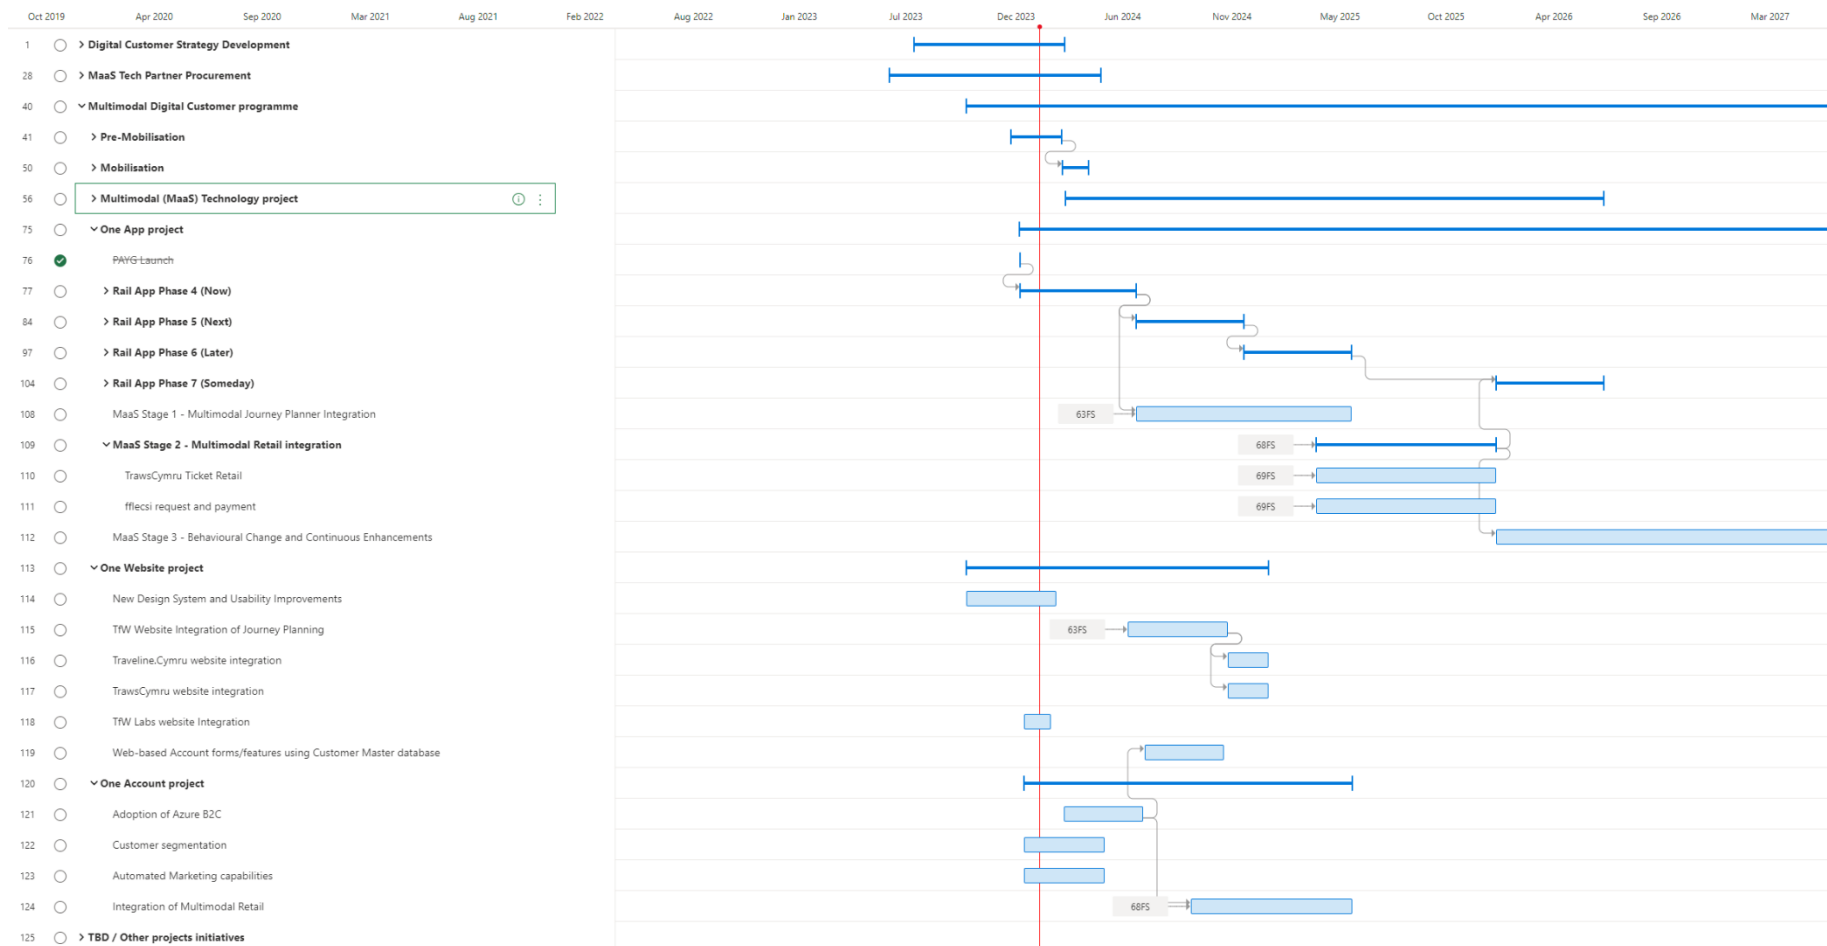 Oct 2019 Apr 2020 Sep 2020 Mar 2021 Aug 2021 Feb 2022 Aug 2022 Jan 2023 Jul 2023 Dec 2023 Jun 2024 Nov 2024 May 2025 Oct 2025 Apr 2026 Sep 2026 Mar 2027
1 Digital Customer Strategy Development
28 MaaS Tech Partner Procurement
40 Multimodal Digital Customer programme
41 Pre-Mobilisation
50 Mobilisation
56 Multimodal (MaaS) Technology project
75 One App project
76 PAYG Launch
77 Rail App Phase 4 (Now)
84 Rail App Phase 5 (Next)
97 Rail App Phase 6 (Later)
104 Rail App Phase 7 (Someday)
108 MaaS Stage 1 - Multimodal Journey Planner Integration 63FS
109 MaaS Stage 2 - Multimodal Retail integration 68FS
110 TrawsCymru Ticket Retail 69FS
111 fflecsi request and payment 69FS
112 MaaS Stage 3 - Behavioural Change and Continuous Enhancements
113 One Website project
114 New Design System and Usability Improvements
115 TfW Website Integration of Journey Planning 63FS
116 Traveline.Cymru website integration
117 TrawsCymru website integration
118 TfW Labs website Integration
119 Web-based Account forms/features using Customer Master database
120 One Account project
121 Adoption of Azure B2C
122 Customer segmentation
123 Automated Marketing capabilities
124 Integration of Multimodal Retail 68FS
125 TBD / Other projects initiatives